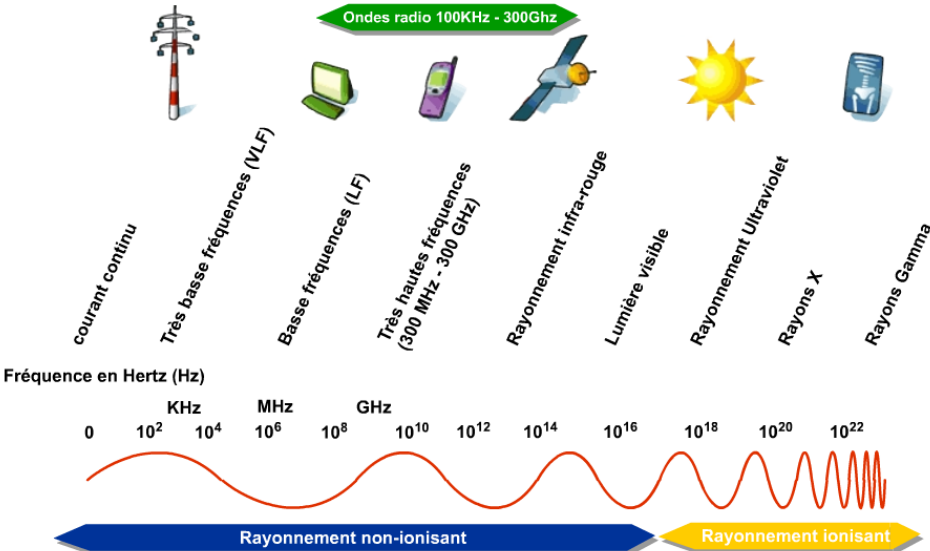 Ondes radio 100KHz - 300Ghz
courant continu
Très basse fréquences (VLF)
Basse fréquences (LF)
Très hautes fréquences
(300 MHz - 300 GHz)
Rayonnement infra-rouge
Lumière visible
Rayonnement Ultraviolet
Rayons X
Rayons Gamma
Fréquence en Hertz (Hz)
KHz MHz GHz
0 10² 10⁴ 10⁶ 10⁸ 10¹⁰ 10¹² 10¹⁴ 10¹⁶ 10¹⁸ 10²⁰ 10²²
Rayonnement non-ionisant Rayonnement ionisant